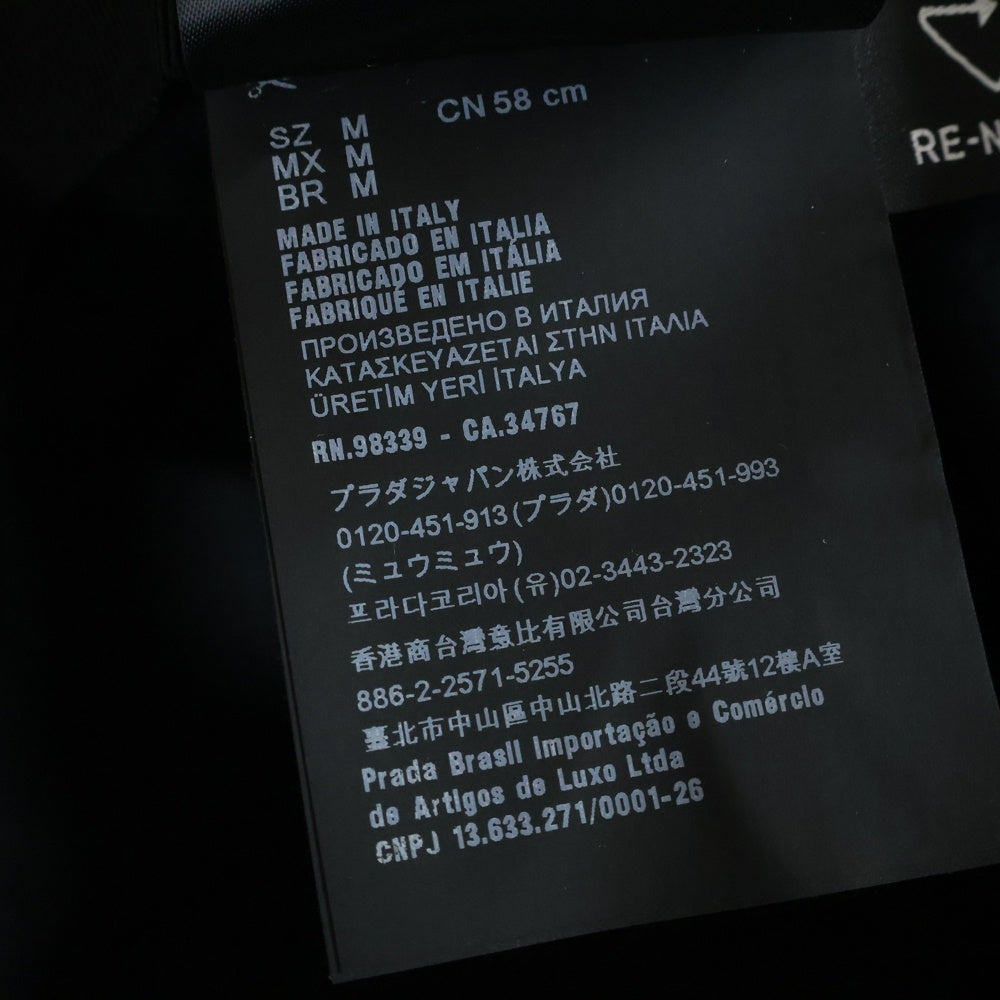 CN 58 cm
SZ M
MX M
BR M
MADE IN ITALY
FABRICADO EN ITALIA
FABRICADO EM ITÁLIA
FABRIQUÉ EN ITALIE
ПРОИЗВЕДЕНО В ИТАЛИЯ
ΚΑΤΑΣΚΕΥΑΖΕΤΑΙ ΣΤΗΝ ΙΤΑΛΙΑ
ÜRETİM YERİ İTALYA
RN.98339 - CA.34767
プラダジャパン株式会社
0120-451-913(プラダ)0120-451-993
(ミュウミュウ)
프라다코리아(유)02-3443-2323
香港商台灣意比有限公司台灣分公司
886-2-2571-5255
臺北市中山區中山北路二段44號12樓A室
Prada Brasil Importação e Comércio
de Artigos de Luxo Ltda
CNPJ 13.633.271/0001-26